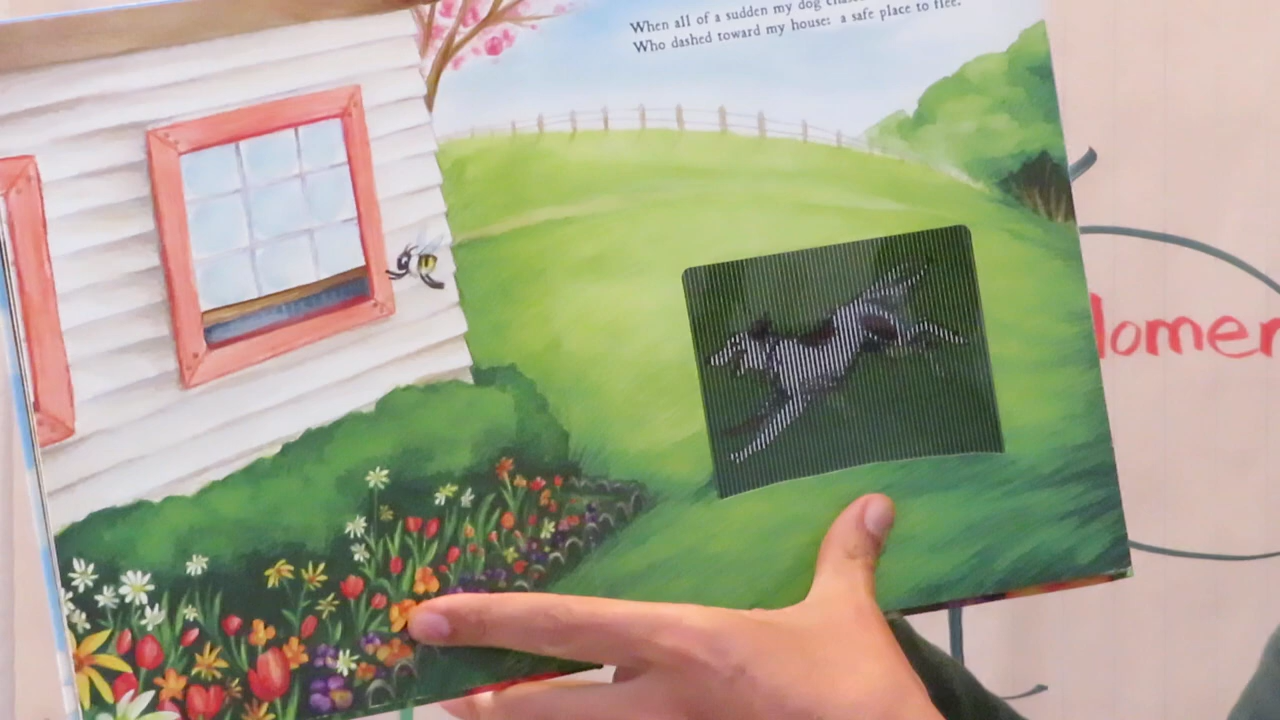 When all of a sudden my dog
Who dashed toward my house: a safe place to flee.
lomer